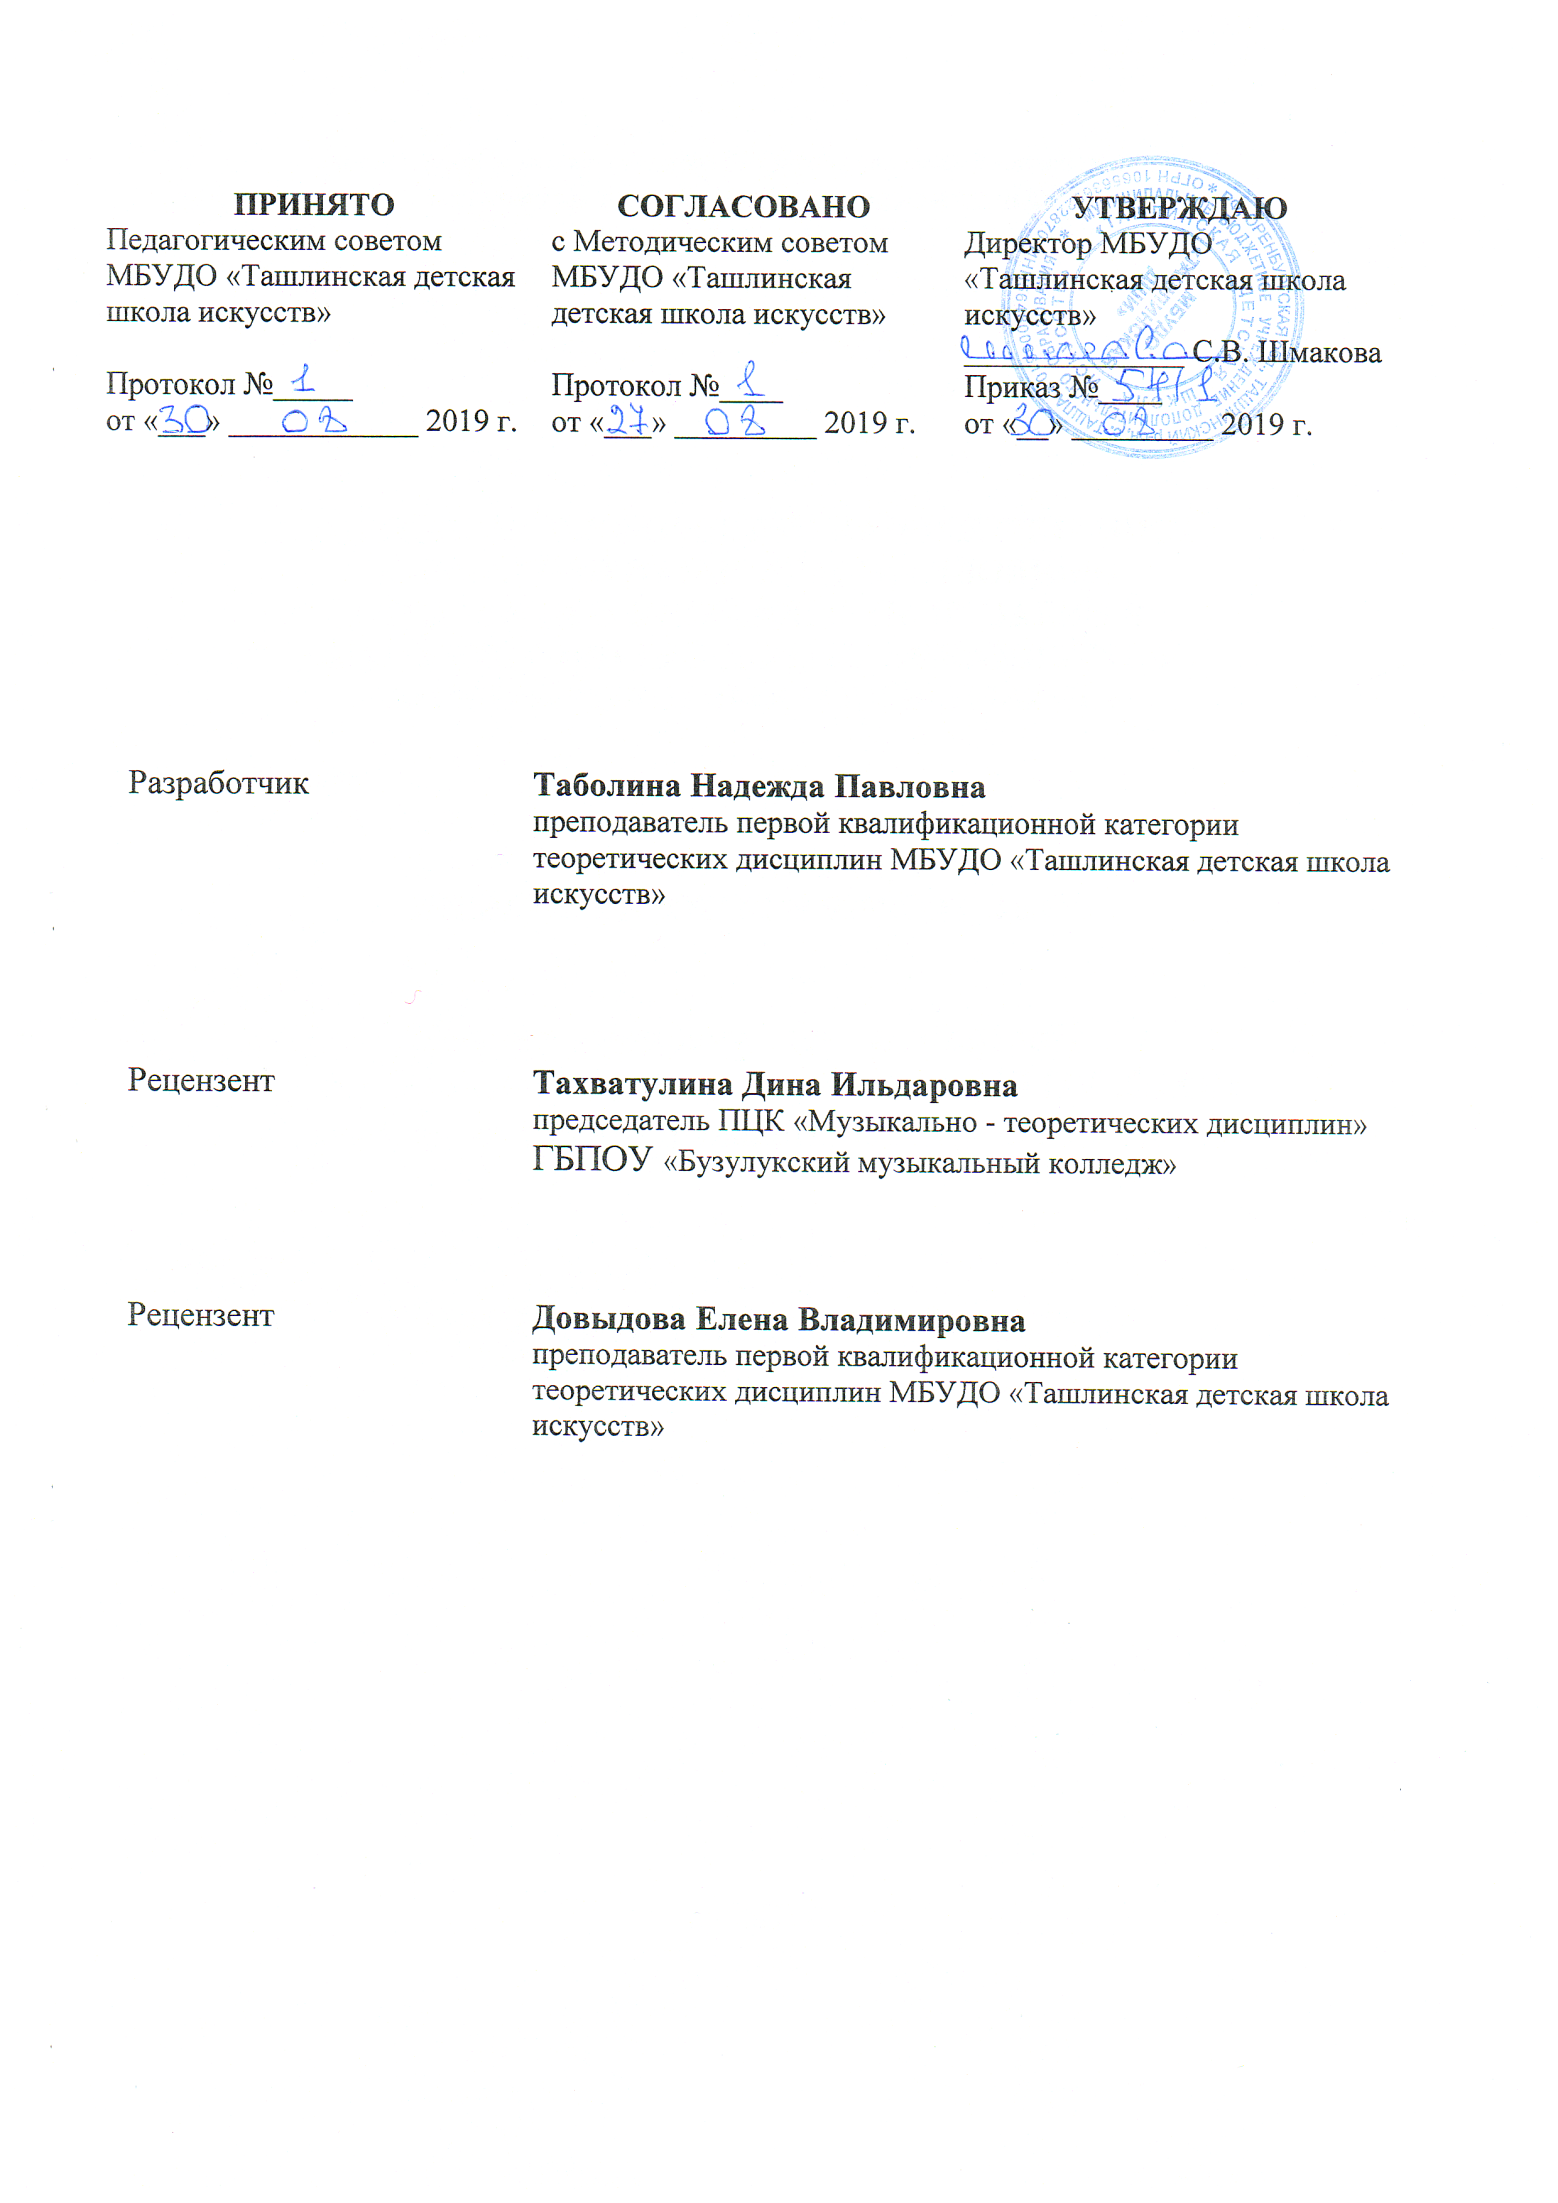 ПРИНЯТО
Педагогическим советом
МБУДО «Ташлинская детская
школа искусств»
Протокол № 1
от «30» 08 2019 г.
СОГЛАСОВАНО
с Методическим советом
МБУДО «Ташлинская
детская школа искусств»
Протокол № 1
от «27» 08 2019 г.
УТВЕРЖДАЮ
Директор МБУДО
«Ташлинская детская школа
искусств»
С.В. Шмакова
Приказ №
от «30» 08 2019 г.
Разработчик
Таболина Надежда Павловна
преподаватель первой квалификационной категории
теоретических дисциплин МБУДО «Ташлинская детская школа
искусств»
Рецензент
Тахватулина Дина Ильдаровна
председатель ПЦК «Музыкально - теоретических дисциплин»
ГБПОУ «Бузулукский музыкальный колледж»
Рецензент
Довыдова Елена Владимировна
преподаватель первой квалификационной категории
теоретических дисциплин МБУДО «Ташлинская детская школа
искусств»